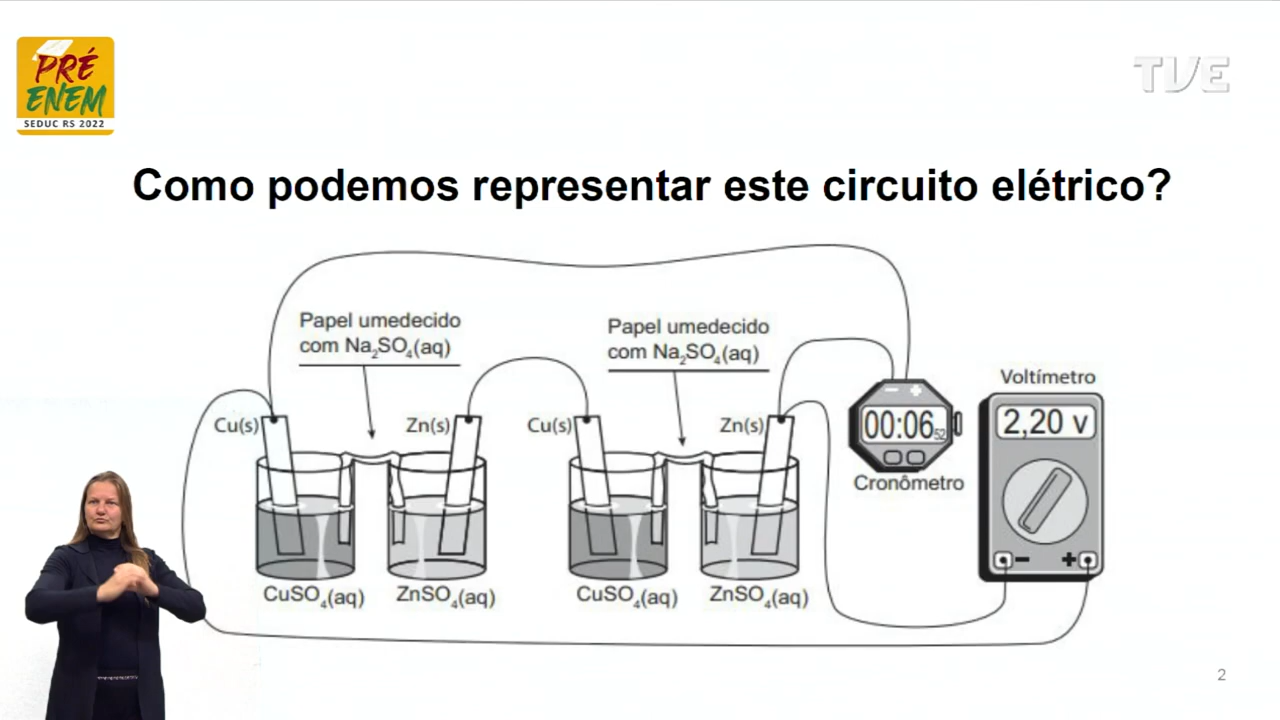 PRÉ
ENEM
SEDUC RS 2022
TVE
Como podemos representar este circuito elétrico?
Papel umedecido
com Na₂SO₄(aq)
Papel umedecido
com Na₂SO₄(aq)
Voltímetro
Cu(s)
Zn(s)
Cu(s)
Zn(s)
- +
00:06 52
2,20 v
Cronômetro
- +
CuSO₄(aq)
ZnSO₄(aq)
CuSO₄(aq)
ZnSO₄(aq)
2